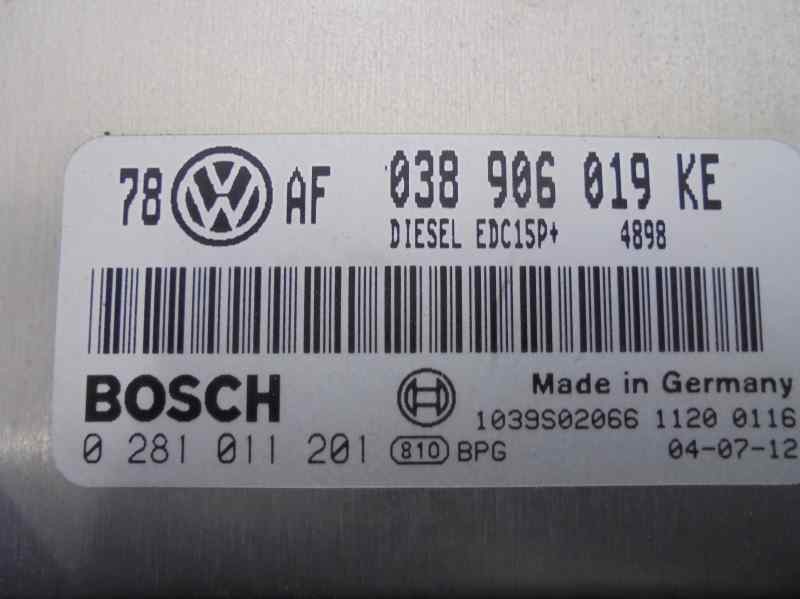 78 AF 038 906 019 KE
DIESEL EDC15P+ 4898
BOSCH Made in Germany
1039S02066 1120 0116
0 281 011 201 810 BPG 04-07-12